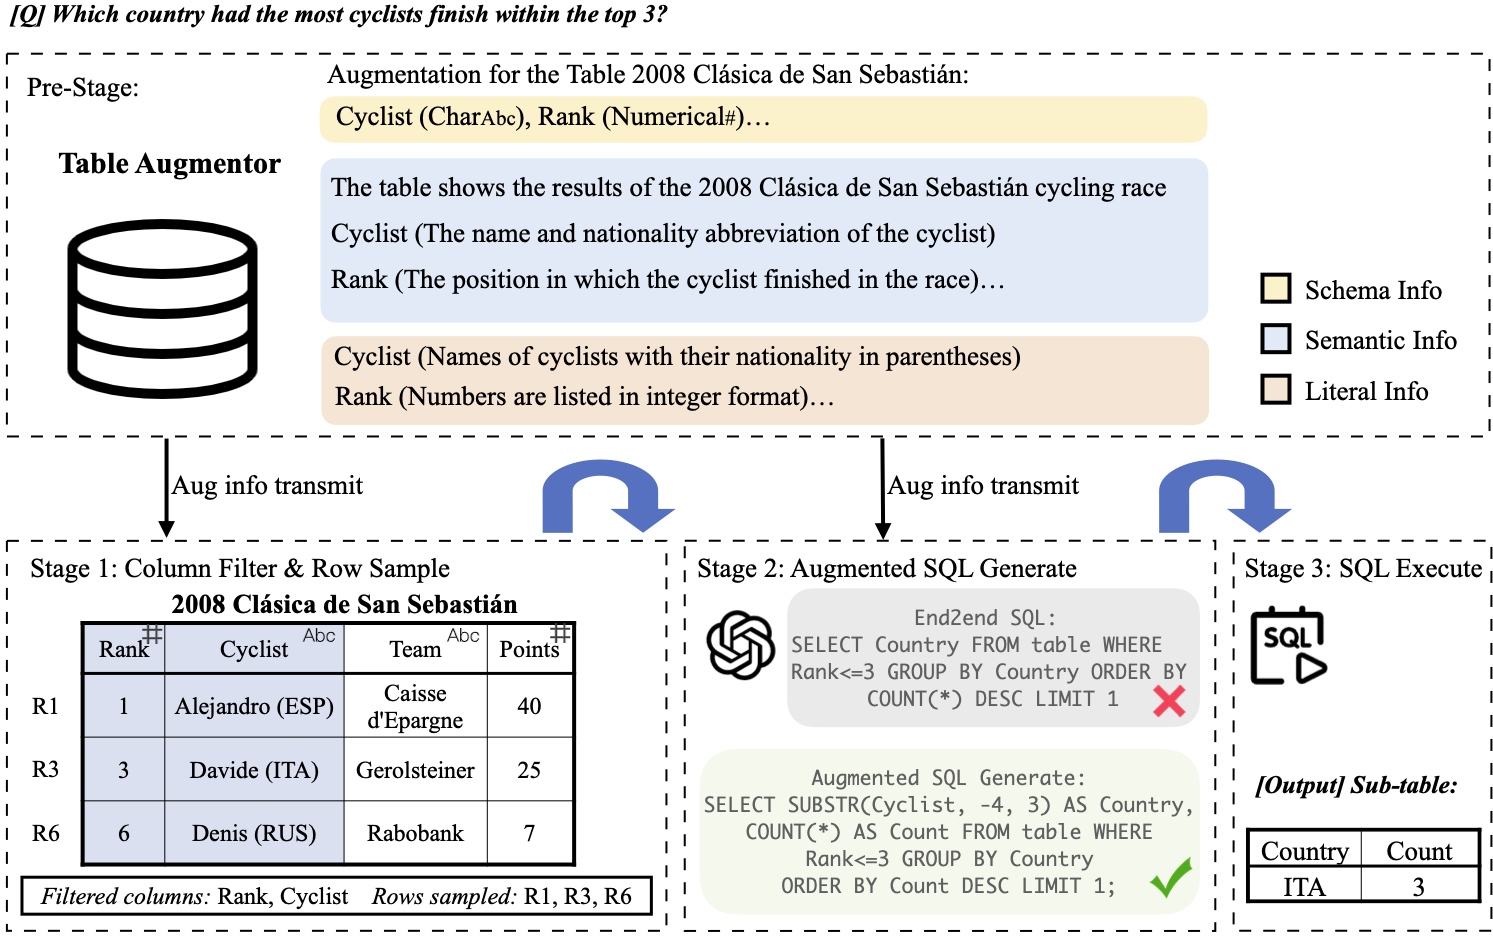 [Q] Which country had the most cyclists finish within the top 3?
Pre-Stage:
Table Augmentor
Augmentation for the Table 2008 Clásica de San Sebastián:
Cyclist (CharAbc), Rank (Numerical#)…
The table shows the results of the 2008 Clásica de San Sebastián cycling race
Cyclist (The name and nationality abbreviation of the cyclist)
Rank (The position in which the cyclist finished in the race)…
Cyclist (Names of cyclists with their nationality in parentheses)
Rank (Numbers are listed in integer format)…
Schema Info
Semantic Info
Literal Info
Aug info transmit
Aug info transmit
Stage 1: Column Filter & Row Sample
2008 Clásica de San Sebastián
Rank # Cyclist Abc Team Abc Points #
R1 1 Alejandro (ESP) Caisse d'Epargne 40
R3 3 Davide (ITA) Gerolsteiner 25
R6 6 Denis (RUS) Rabobank 7
Filtered columns: Rank, Cyclist Rows sampled: R1, R3, R6
Stage 2: Augmented SQL Generate
End2end SQL:
SELECT Country FROM table WHERE
Rank<=3 GROUP BY Country ORDER BY
COUNT(*) DESC LIMIT 1
Augmented SQL Generate:
SELECT SUBSTR(Cyclist, -4, 3) AS Country,
COUNT(*) AS Count FROM table WHERE
Rank<=3 GROUP BY Country
ORDER BY Count DESC LIMIT 1;
Stage 3: SQL Execute
SQL
[Output] Sub-table:
Country Count
ITA 3